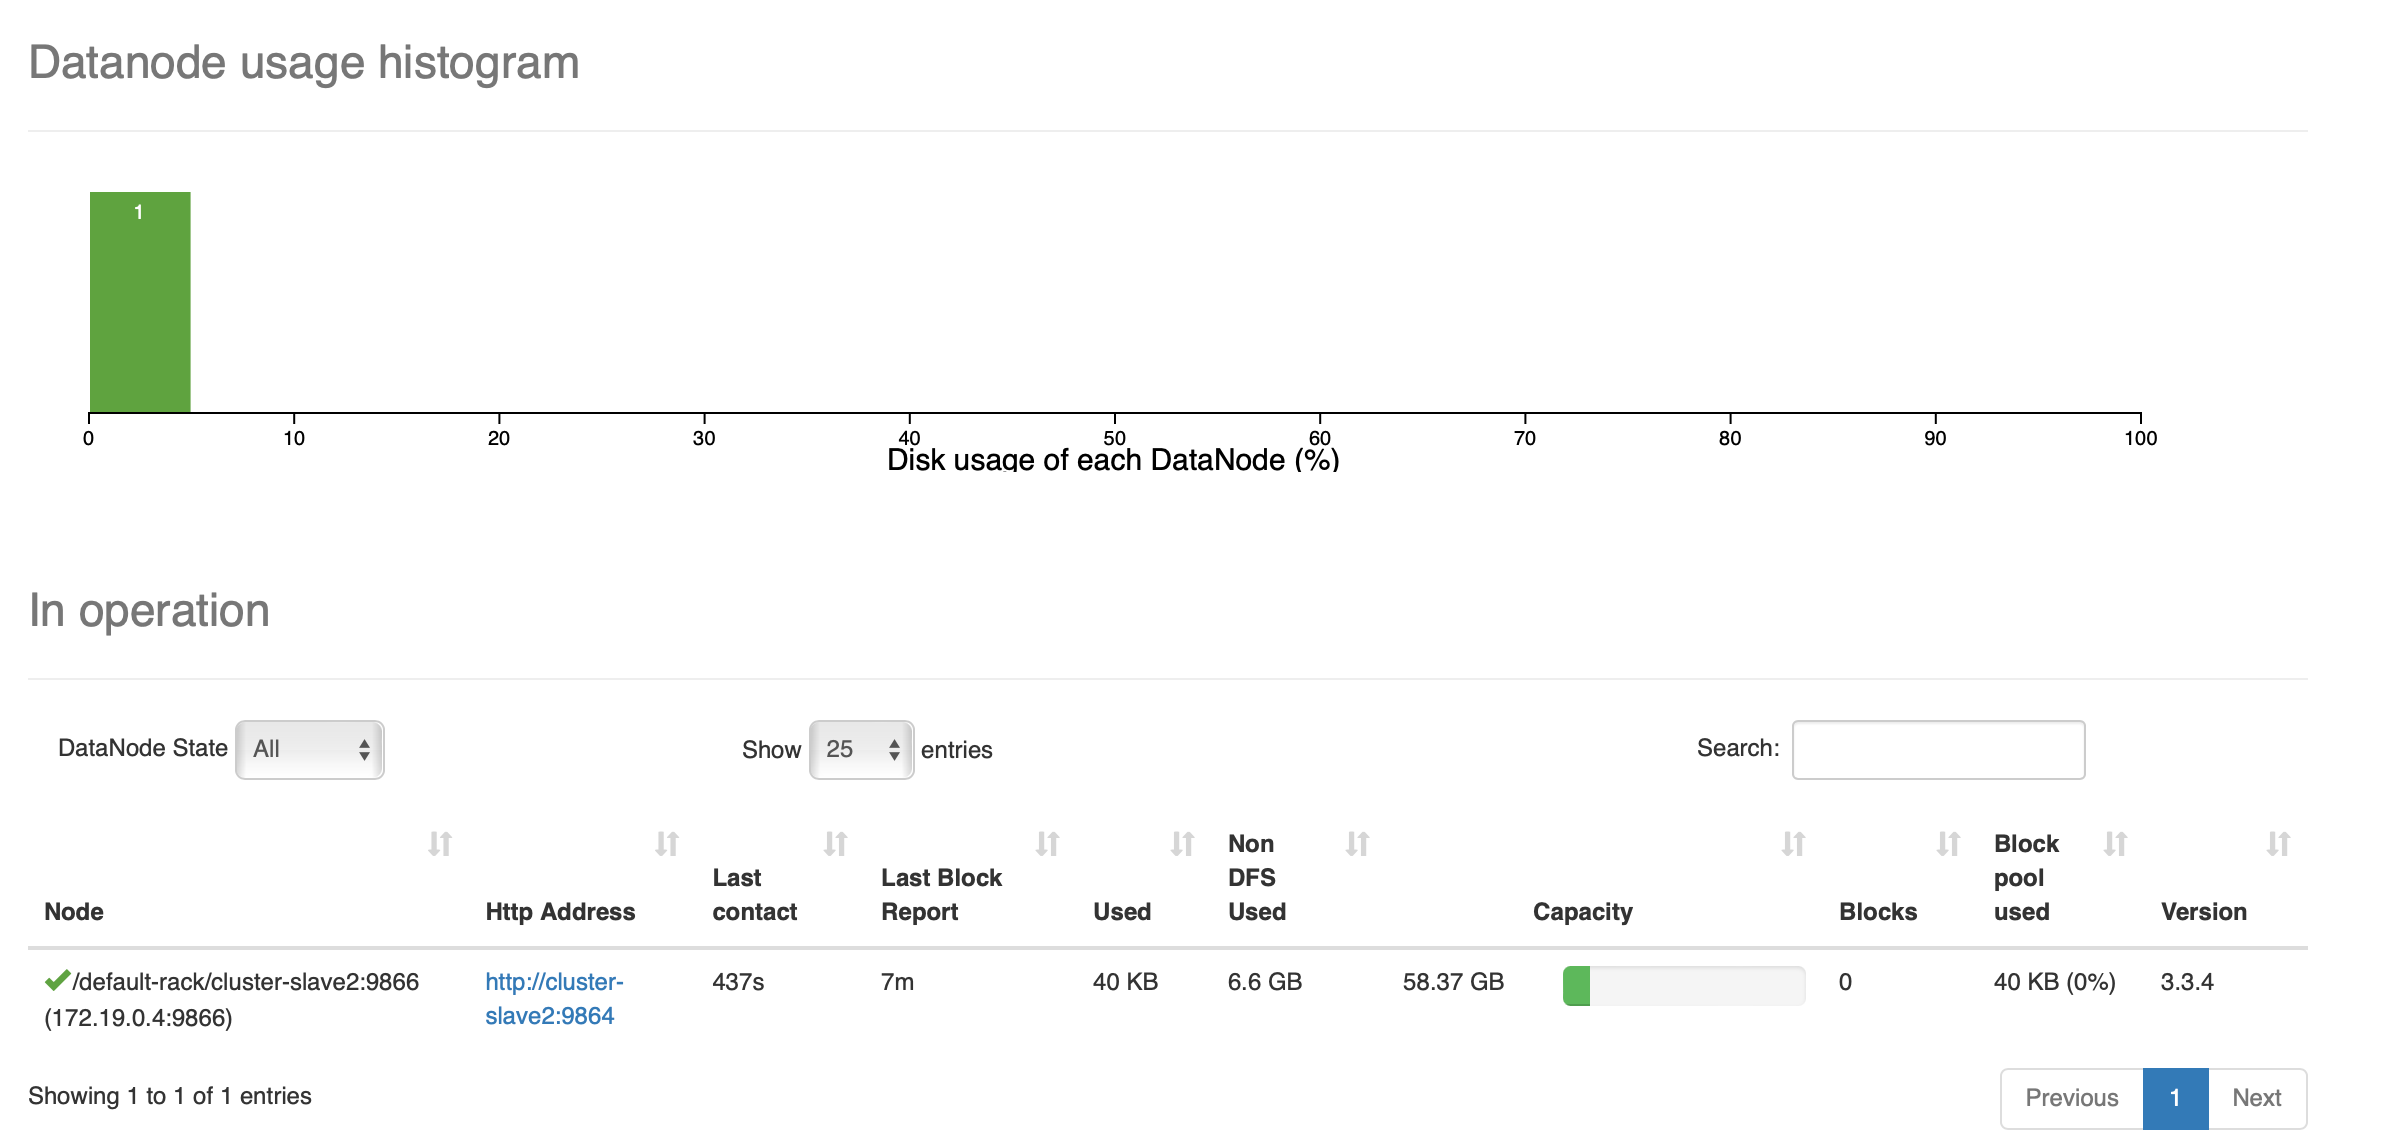 Datanode usage histogram
1
0 10 20 30 40 50 60 70 80 90 100
Disk usage of each DataNode (%)
In operation
DataNode State All Show 25 entries Search:
Node
Http Address
Last
contact
Last Block
Report
Used
Non
DFS
Used
Capacity
Blocks
Block
pool
used
Version
/default-rack/cluster-slave2:9866
(172.19.0.4:9866)
http://cluster-
slave2:9864
437s
7m
40 KB
6.6 GB
58.37 GB
0
40 KB (0%)
3.3.4
Showing 1 to 1 of 1 entries
Previous 1 Next